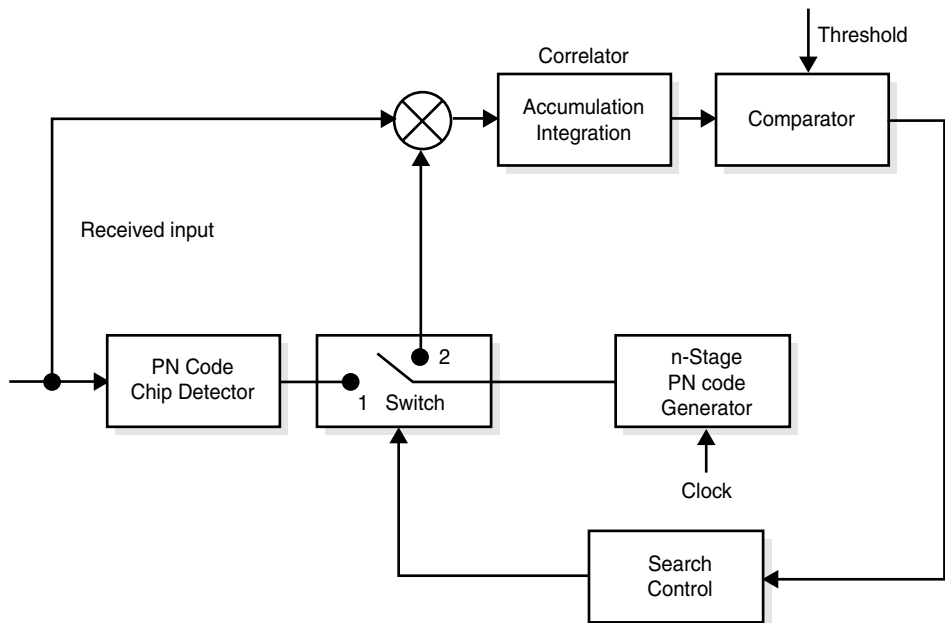 Threshold
Correlator
Accumulation
Integration
Comparator
Received input
PN Code
Chip Detector
2
1 Switch
n-Stage
PN code
Generator
Clock
Search
Control